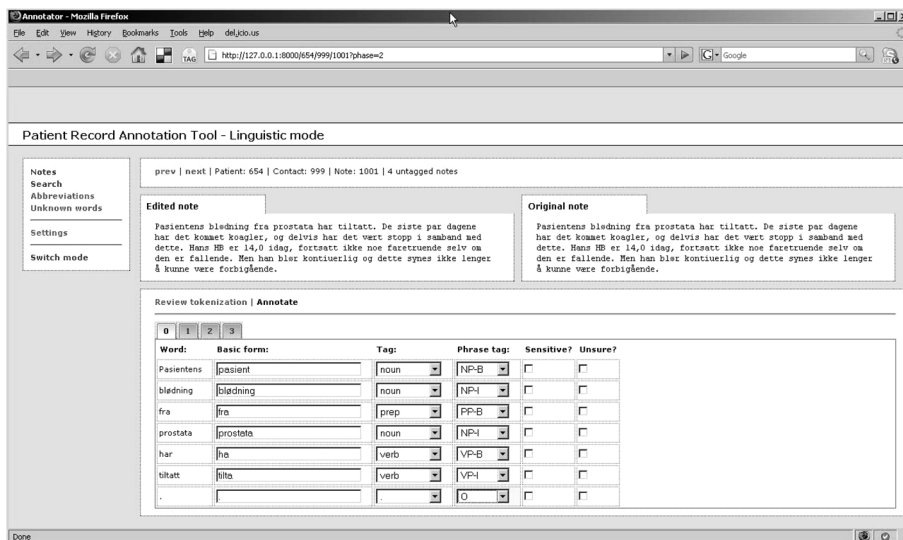 Annotator - Mozilla Firefox
File Edit View History Bookmarks Tools Help del.icio.us
TAG http://127.0.0.1:8000/654/999/1001?phase=2 G Google
Patient Record Annotation Tool - Linguistic mode
Notes
Search
Abbreviations
Unknown words
Settings
Switch mode
prev | next | Patient: 654 | Contact: 999 | Note: 1001 | 4 untagged notes
Edited note
Pasientens blødning fra prostata har tiltatt. De siste par dagene
har det kommet koagler, og delvis har det vært stopp i samband med
dette. Hans HB er 14,0 idag, fortsatt ikke noe faretruende selv om
den er fallende. Men han blør kontiuerlig og dette synes ikke lenger
å kunne være forbigående.
Original note
Pasientens blødning fra prostata har tiltatt. De siste par dagene
har det kommet koagler, og delvis har det vært stopp i samband med
dette. Hans HB er 14,0 idag, fortsatt ikke noe faretruende selv om
den er fallende. Men han blør kontiuerlig og dette synes ikke lenger
å kunne være forbigående.
Review tokenization | Annotate
0 1 2 3
Word: Basic form: Tag: Phrase tag: Sensitive? Unsure?
Pasientens pasient noun NP-B
blødning blødning noun NP-I
fra fra prep PP-B
prostata prostata noun NP-I
har ha verb VP-B
tiltatt tilta verb VP-I
. . . O
Done